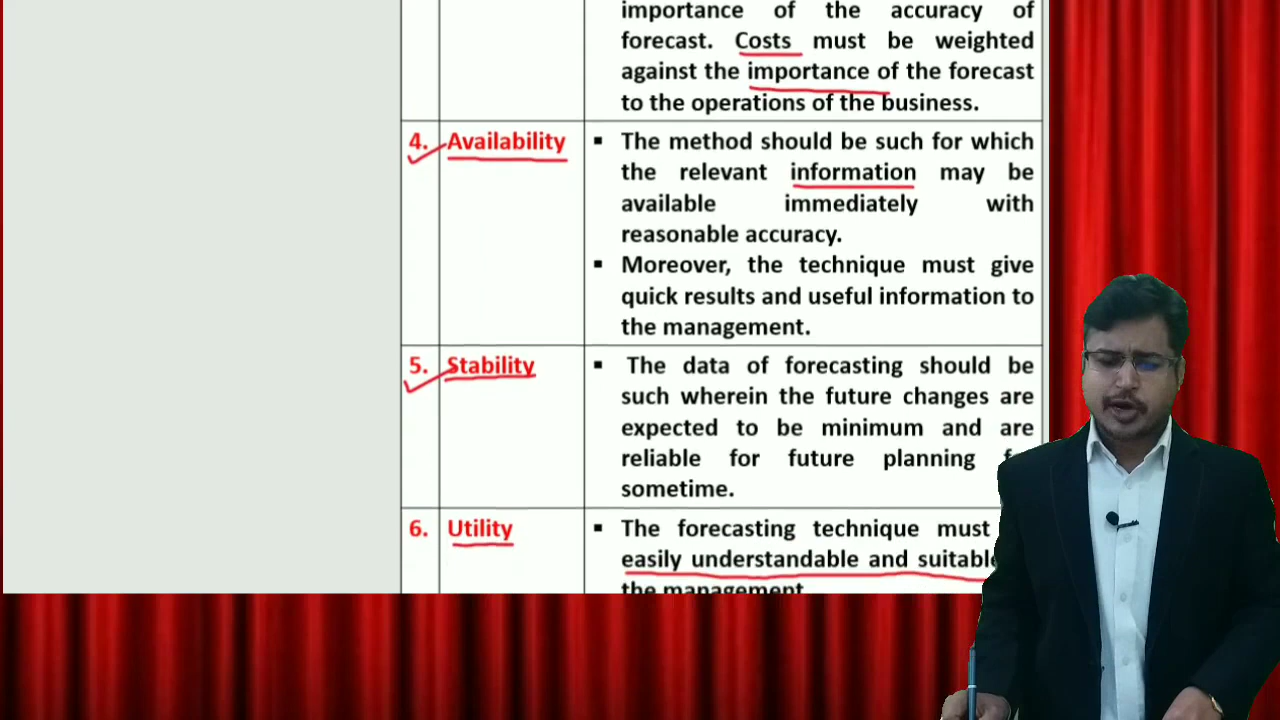 importance of the accuracy of
forecast. Costs must be weighted
against the importance of the forecast
to the operations of the business.
4. Availability
▪ The method should be such for which
the relevant information may be
available immediately with
reasonable accuracy.
▪ Moreover, the technique must give
quick results and useful information to
the management.
5. Stability
▪ The data of forecasting should be
such wherein the future changes are
expected to be minimum and are
reliable for future planning
sometime.
6. Utility
▪ The forecasting technique must
easily understandable and suitable
the management